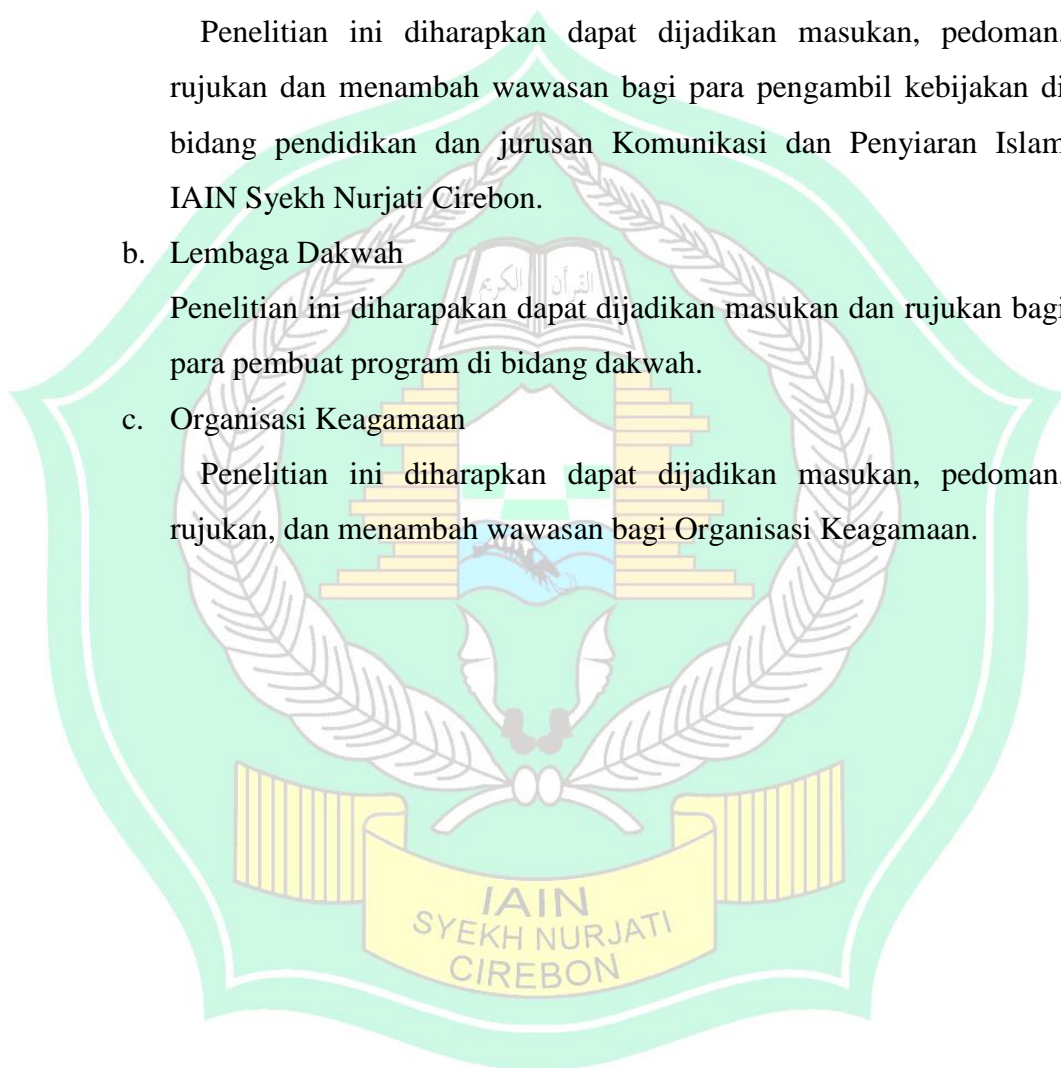 Penelitian ini diharapkan dapat dijadikan masukan, pedoman,
rujukan dan menambah wawasan bagi para pengambil kebijakan di
bidang pendidikan dan jurusan Komunikasi dan Penyiaran Islam
IAIN Syekh Nurjati Cirebon.
b. Lembaga Dakwah
Penelitian ini diharapakan dapat dijadikan masukan dan rujukan bagi
para pembuat program di bidang dakwah.
c. Organisasi Keagamaan
Penelitian ini diharapkan dapat dijadikan masukan, pedoman,
rujukan, dan menambah wawasan bagi Organisasi Keagamaan.
القرأن الكريم
IAIN
SYEKH NURJATI
CIREBON